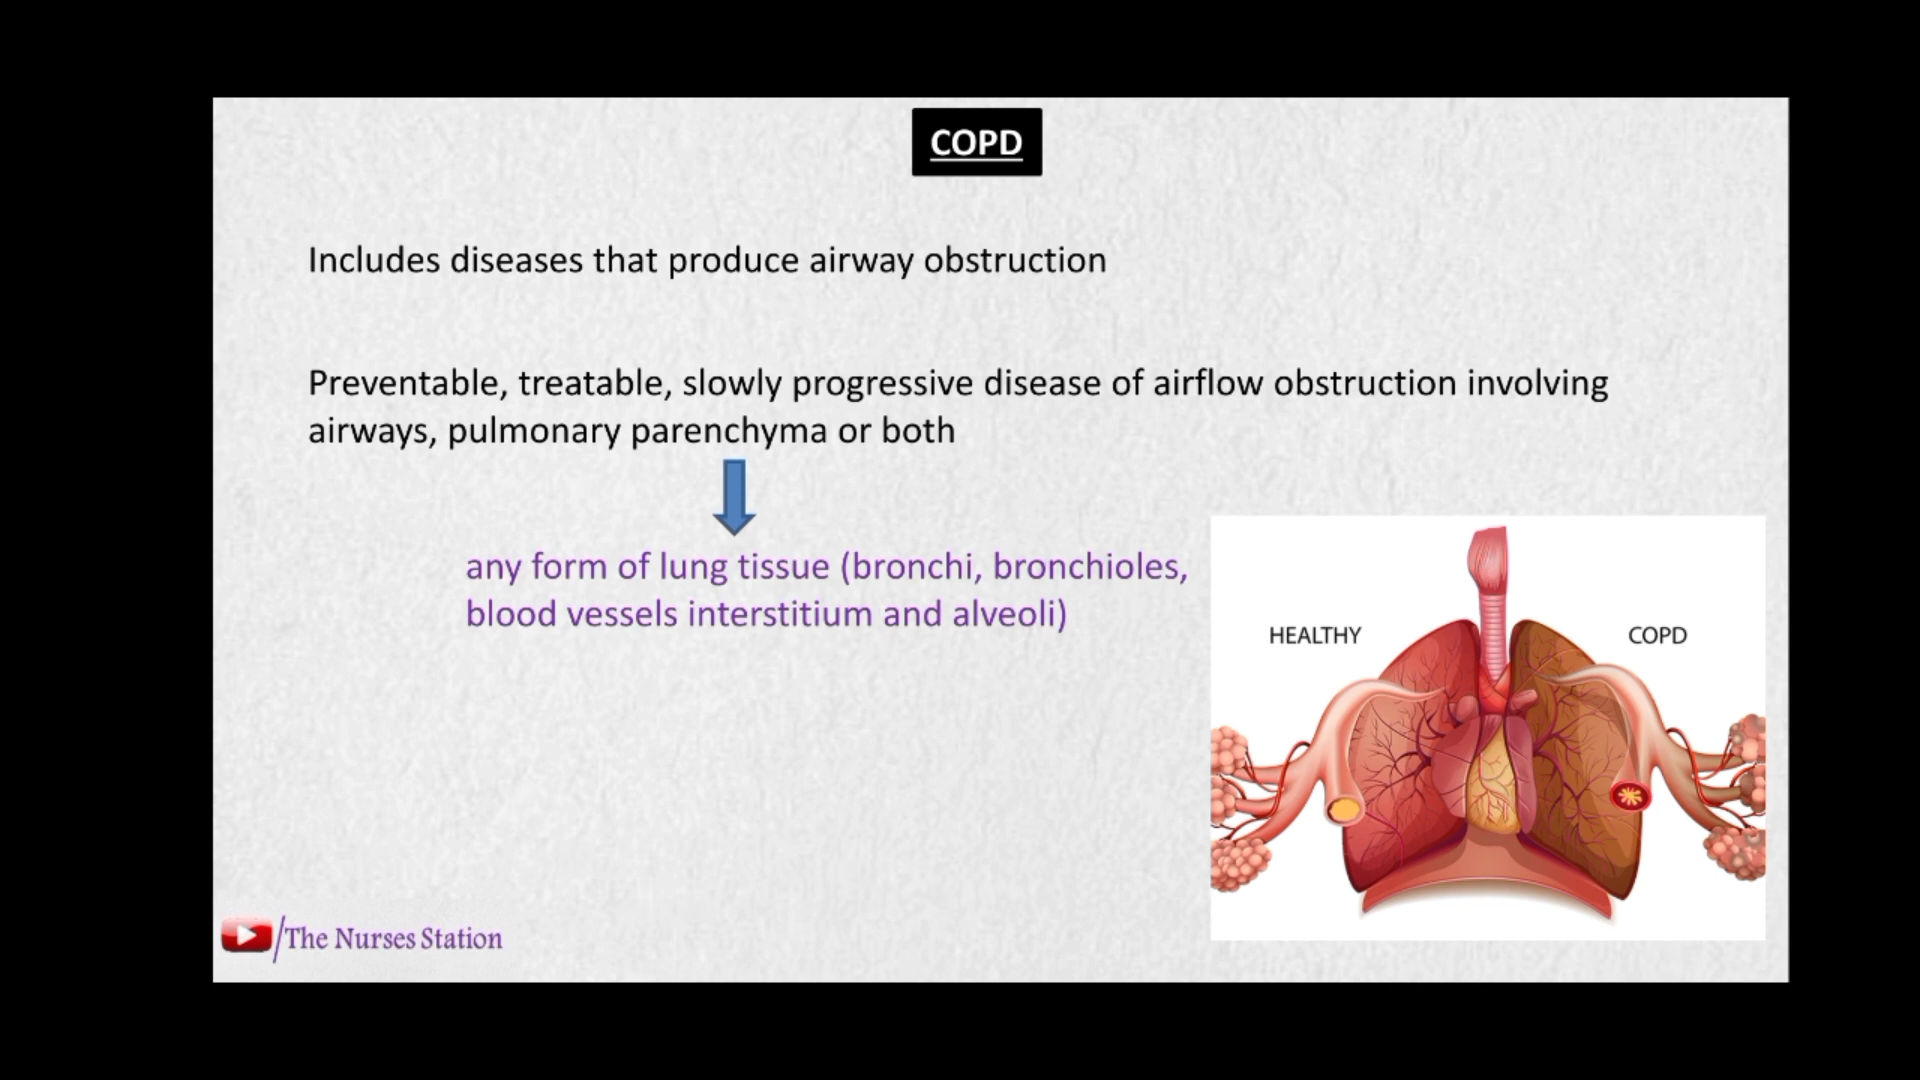 COPD
Includes diseases that produce airway obstruction
Preventable, treatable, slowly progressive disease of airflow obstruction involving
airways, pulmonary parenchyma or both
any form of lung tissue (bronchi, bronchioles,
blood vessels interstitium and alveoli)
HEALTHY
COPD
/The Nurses Station